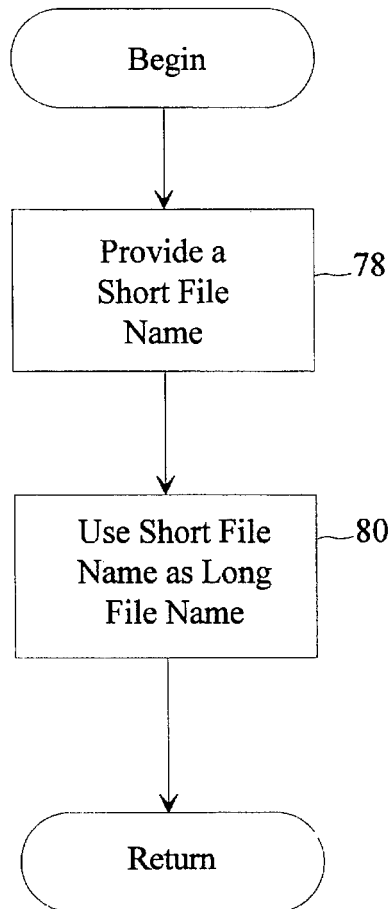 Begin
Provide a
Short File
Name
78
Use Short File
Name as Long
File Name
80
Return